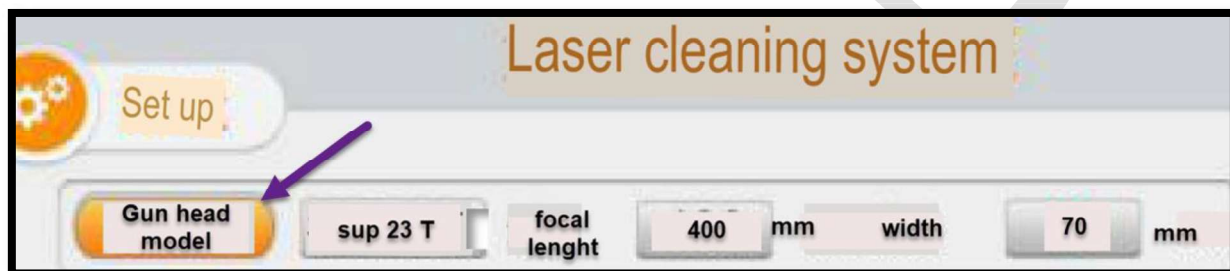 Laser cleaning system
Set up
Gun head
model
sup 23 T
focal
lenght
400
mm
width
70
mm